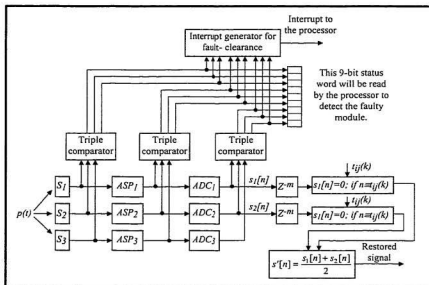 Interrupt to
the processor
Interrupt generator for
fault- clearance
This 9-bit status
word will be read
by the processor to
detect the faulty
module.
Triple
comparator
Triple
comparator
Triple
comparator
p(t)
S1
ASP1
ADC1
s1[n]
Z-m
tij(k)
s1[n]=0; if n=tij(k)
S2
ASP2
ADC2
s2[n]
Z-m
tij(k)
s1[n]=0; if n=tij(k)
S3
ASP3
ADC3
s'[n] = s1[n]+s2[n] / 2
Restored
signal